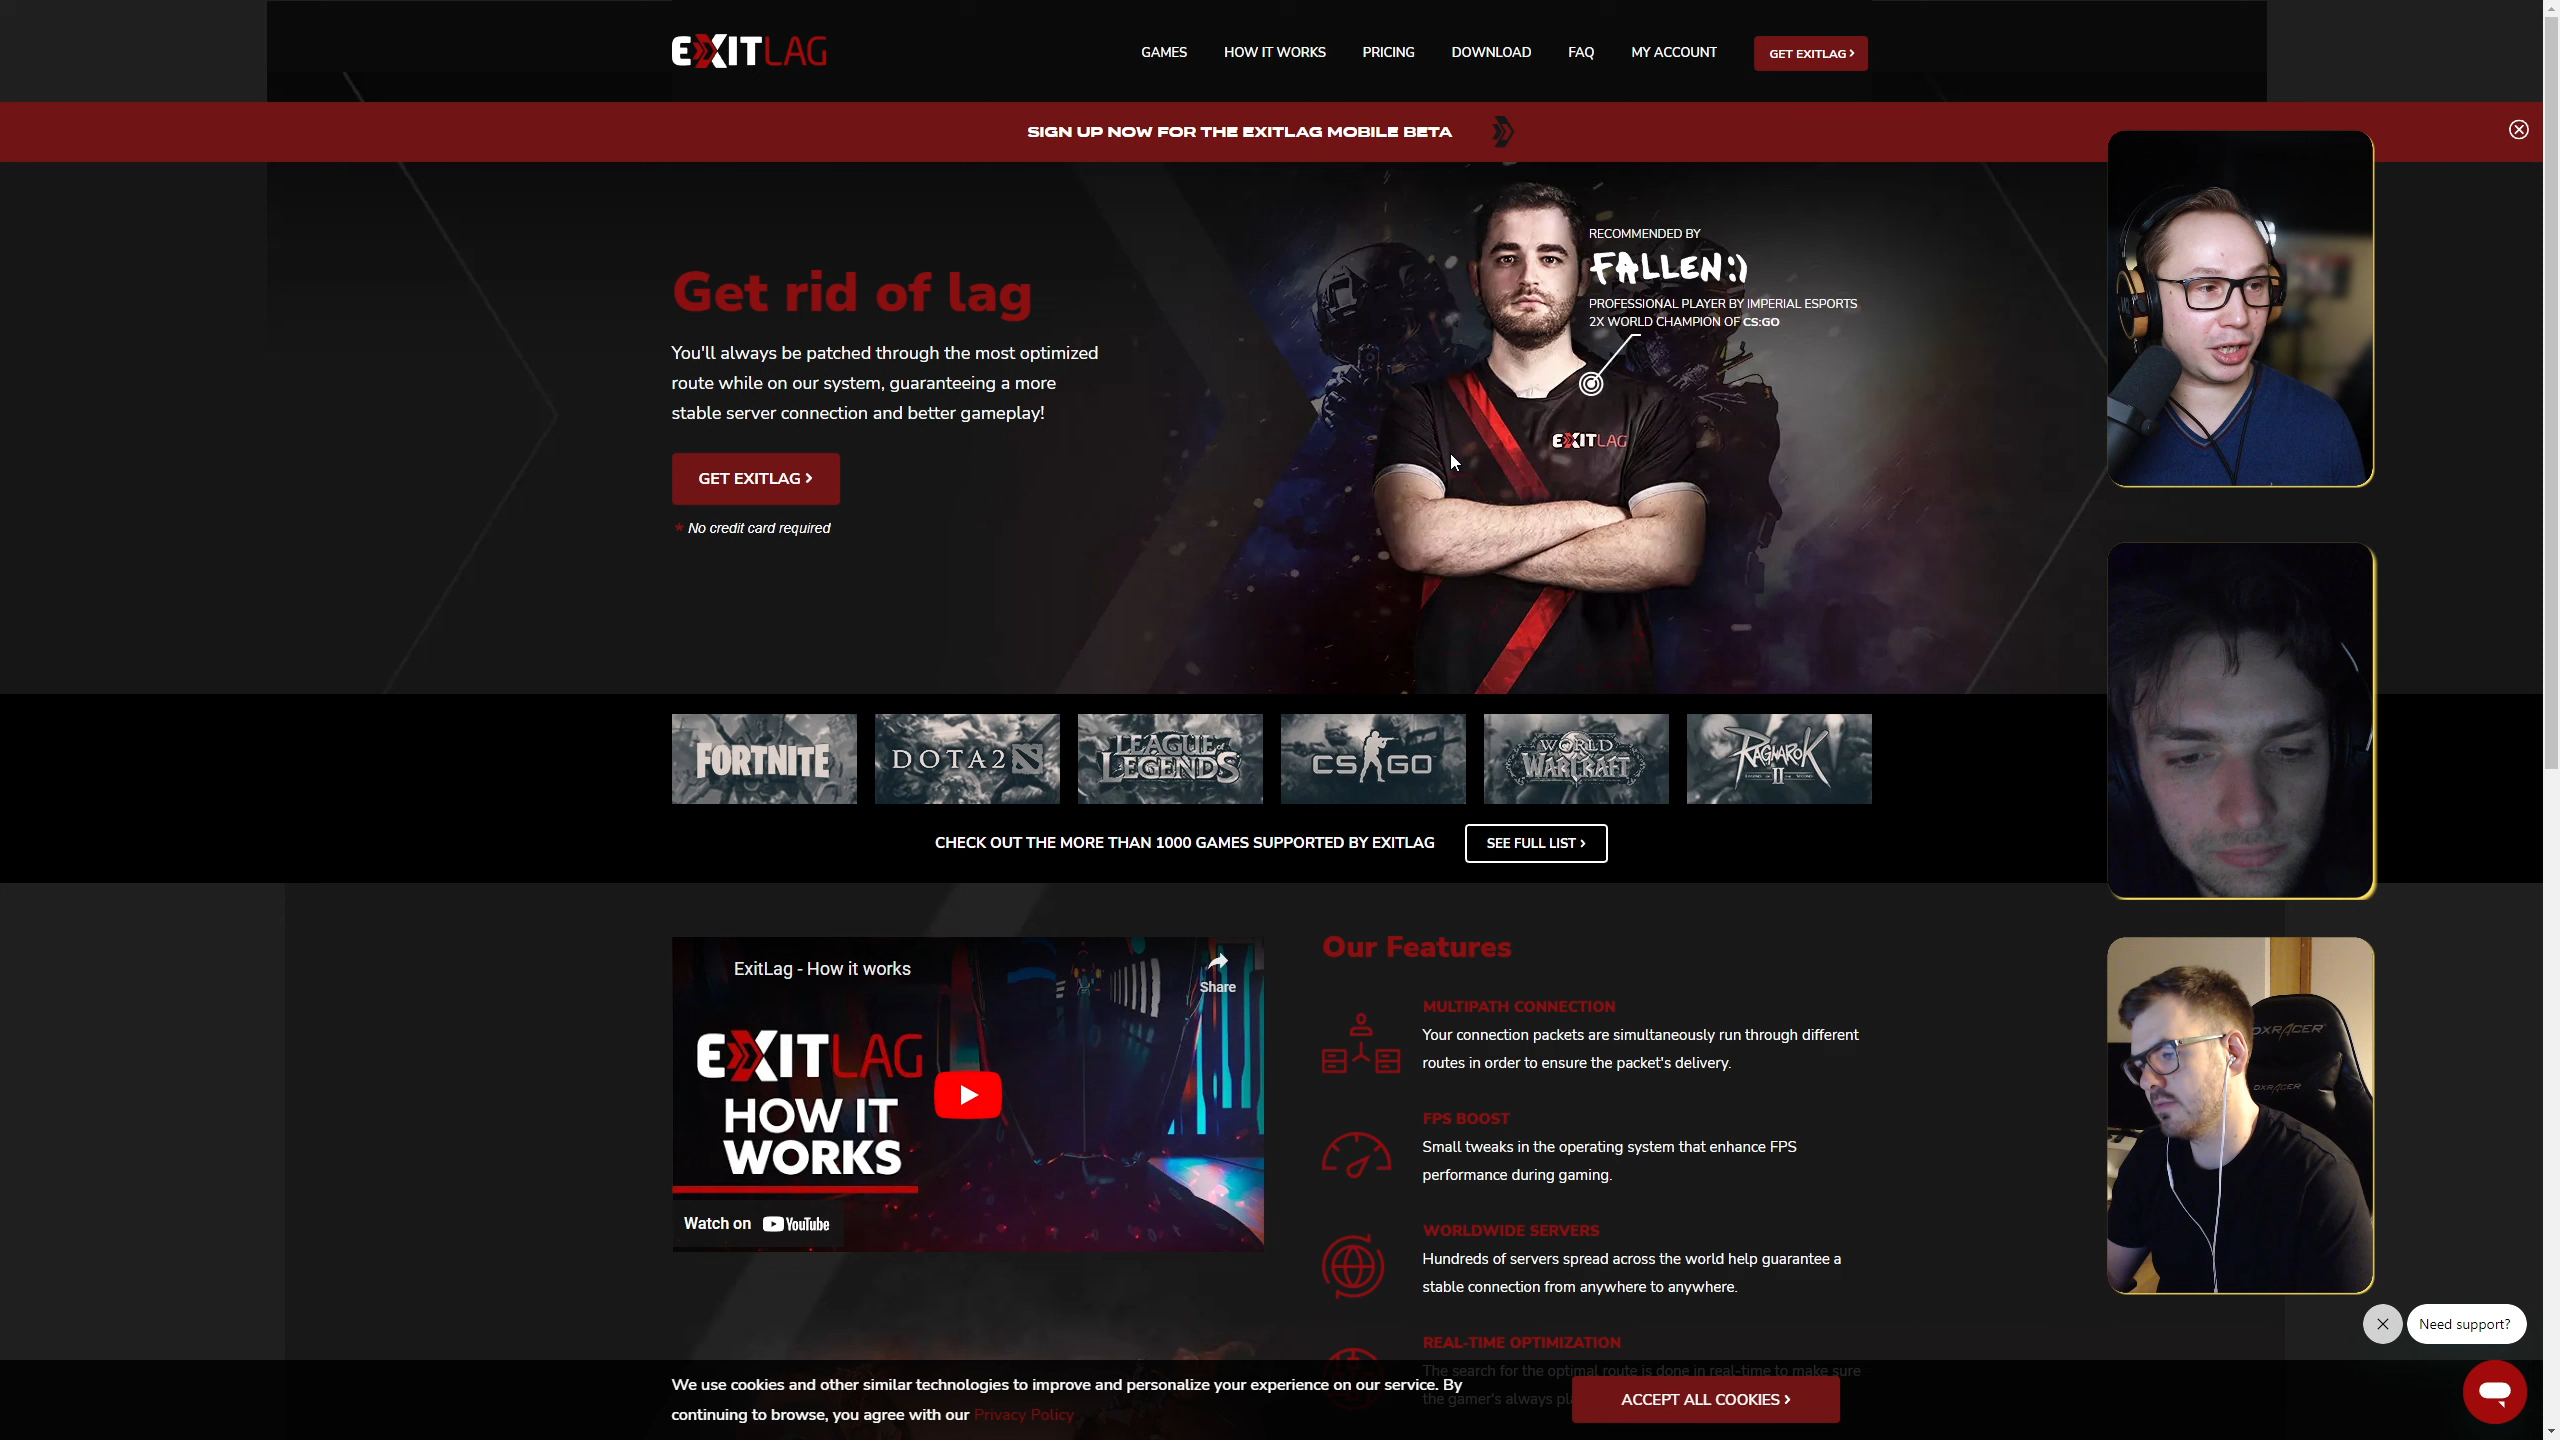 EXITLAG
GAMES
HOW IT WORKS
PRICING
DOWNLOAD
FAQ
MY ACCOUNT
GET EXITLAG ›
SIGN UP NOW FOR THE EXITLAG MOBILE BETA
RECOMMENDED BY
FALLEN:)
PROFESSIONAL PLAYER BY IMPERIAL ESPORTS
2X WORLD CHAMPION OF CS:GO
EXITLAG
Get rid of lag
You'll always be patched through the most optimized
route while on our system, guaranteeing a more
stable server connection and better gameplay!
GET EXITLAG ›
* No credit card required
FORTNITE
DOTA 2
LEAGUE of LEGENDS
CS GO
WORLD OF WARCRAFT
RAGNAROK II
CHECK OUT THE MORE THAN 1000 GAMES SUPPORTED BY EXITLAG
SEE FULL LIST ›
ExitLag - How it works
Share
EXITLAG
HOW IT
WORKS
Watch on YouTube
Our Features
MULTIPATH CONNECTION
Your connection packets are simultaneously run through different
routes in order to ensure the packet's delivery.
FPS BOOST
Small tweaks in the operating system that enhance FPS
performance during gaming.
WORLDWIDE SERVERS
Hundreds of servers spread across the world help guarantee a
stable connection from anywhere to anywhere.
REAL-TIME OPTIMIZATION
The search for the optimal route is done in real-time to make sure
the gamer's always
DXRACER
DXRACER
Need support?
We use cookies and other similar technologies to improve and personalize your experience on our service. By
continuing to browse, you agree with our Privacy Policy
ACCEPT ALL COOKIES ›